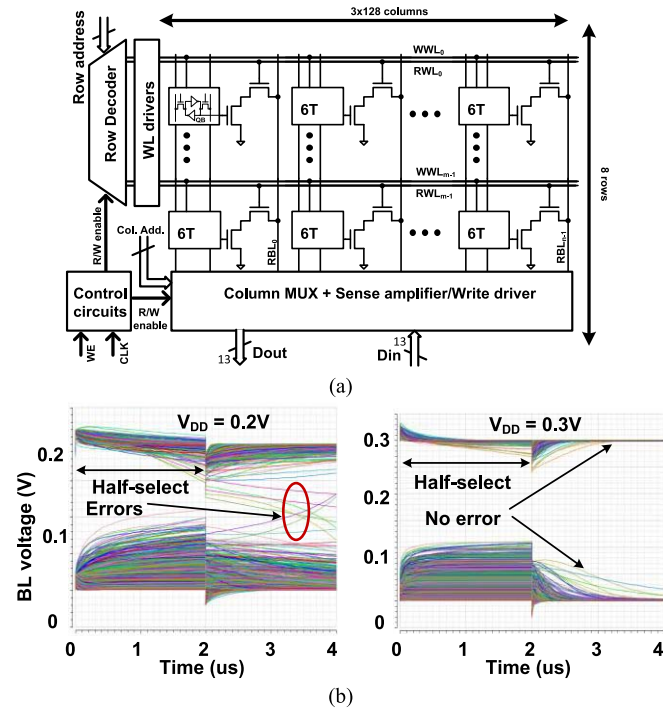 3x128 columns
Row address
Row Decoder
WL drivers
WWL0
RWL0
QB
6T
6T
WWLm-1
RWLm-1
8 rows
R/W enable
Col. Add.
6T
6T
6T
RBL0
RBLn-1
Control
circuits
R/W
enable
Column MUX + Sense amplifier/Write driver
WE
CLK
13
Dout
13
Din
(a)
VDD = 0.2V
VDD = 0.3V
0.2
0.3
Half-select
Errors
Half-select
0.2
BL voltage (V)
0.1
No error
0.1
0
0
0 1 2 3 4
0 1 2 3 4
Time (us)
Time (us)
(b)